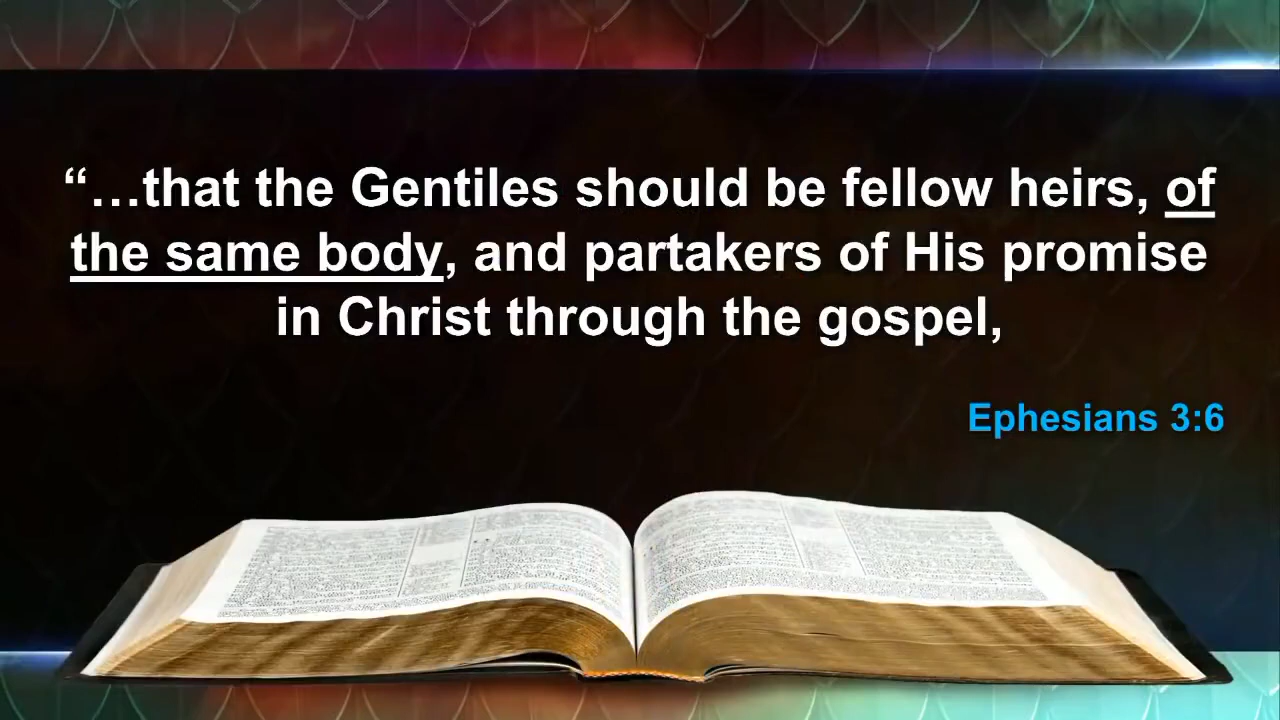 “…that the Gentiles should be fellow heirs, of
the same body, and partakers of His promise
in Christ through the gospel,
Ephesians 3:6